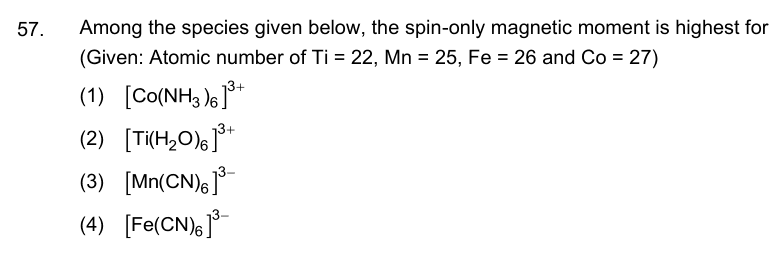 57. Among the species given below, the spin-only magnetic moment is highest for
(Given: Atomic number of Ti = 22, Mn = 25, Fe = 26 and Co = 27)
(1) [Co(NH₃)₆]³⁺
(2) [Ti(H₂O)₆]³⁺
(3) [Mn(CN)₆]³⁻
(4) [Fe(CN)₆]³⁻